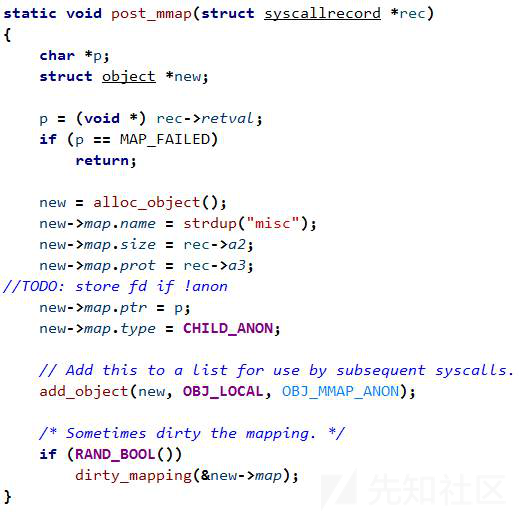 static void post_mmap(struct syscallrecord *rec)
{
    char *p;
    struct object *new;

    p = (void *) rec->retval;
    if (p == MAP_FAILED)
        return;

    new = alloc_object();
    new->map.name = strdup("misc");
    new->map.size = rec->a2;
    new->map.prot = rec->a3;
//TODO: store fd if !anon
    new->map.ptr = p;
    new->map.type = CHILD_ANON;

    // Add this to a list for use by subsequent syscalls.
    add_object(new, OBJ_LOCAL, OBJ_MMAP_ANON);

    /* Sometimes dirty the mapping. */
    if (RAND_BOOL())
        dirty_mapping(&new->map);
}
先知社区